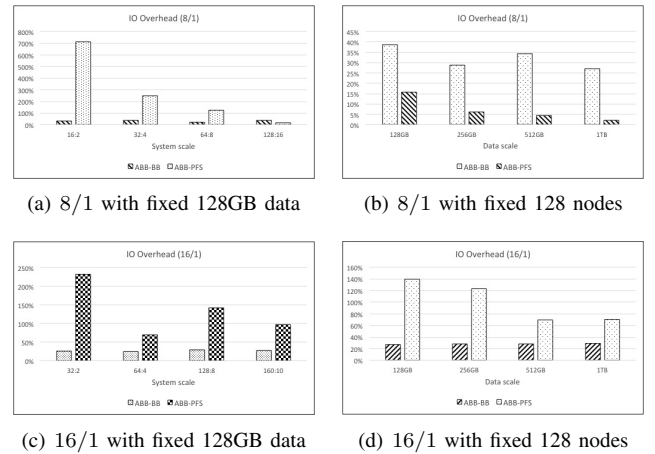 IO Overhead (8/1)
800%
700%
600%
500%
400%
300%
200%
100%
0%
16:2 32:4 64:8 128:16
System scale
ABB-BB ABB-PFS
(a) 8/1 with fixed 128GB data
IO Overhead (8/1)
45%
40%
35%
30%
25%
20%
15%
10%
5%
0%
128GB 256GB 512GB 1TB
Data scale
ABB-BB ABB-PFS
(b) 8/1 with fixed 128 nodes
IO Overhead (16/1)
250%
200%
150%
100%
50%
0%
32:2 64:4 128:8 160:10
System scale
ABB-BB ABB-PFS
(c) 16/1 with fixed 128GB data
IO Overhead (16/1)
160%
140%
120%
100%
80%
60%
40%
20%
0%
128GB 256GB 512GB 1TB
Data scale
ABB-BB ABB-PFS
(d) 16/1 with fixed 128 nodes